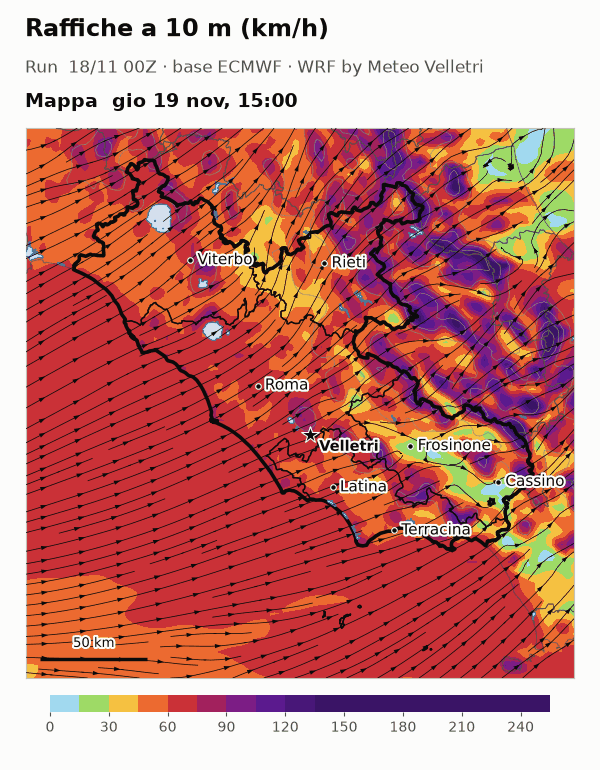 Raffiche a 10 m (km/h)
Run  18/11 00Z · base ECMWF · WRF by Meteo Velletri
Mappa  gio 19 nov, 15:00
Viterbo
Rieti
Roma
Velletri
Frosinone
Cassino
Latina
Terracina
50 km
0 30 60 90 120 150 180 210 240